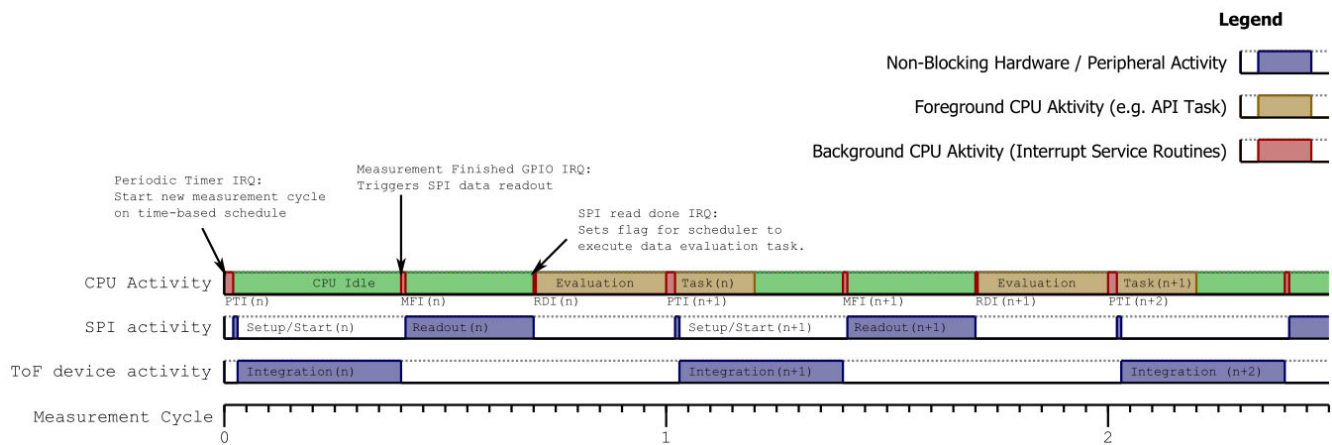 Legend
Non-Blocking Hardware / Peripheral Activity
Foreground CPU Aktivity (e.g. API Task)
Background CPU Aktivity (Interrupt Service Routines)
Measurement Finished GPIO IRQ:
Triggers SPI data readout
Periodic Timer IRQ:
Start new measurement cycle
on time-based schedule
SPI read done IRQ:
Sets flag for scheduler to
execute data evaluation task.
CPU Activity
CPU Idle
Evaluation
Task(n)
Evaluation
Task(n+1)
PTI(n)
MFI(n)
RDI(n)
PTI(n+1)
MFI(n+1)
RDI(n+1)
PTI(n+2)
SPI activity
Setup/Start(n)
Readout(n)
Setup/Start(n+1)
Readout(n+1)
ToF device activity
Integration(n)
Integration(n+1)
Integration (n+2)
Measurement Cycle
0
1
2